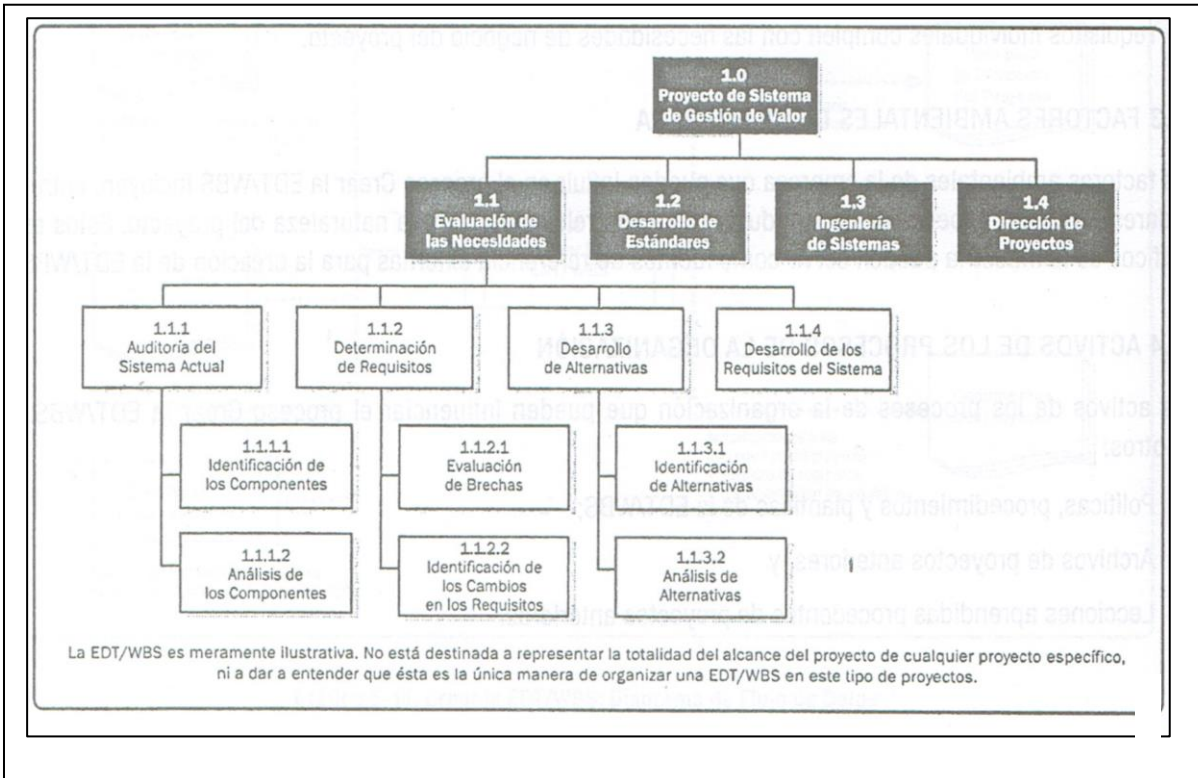 1.0
Proyecto de Sistema
de Gestión de Valor
1.1
Evaluación de
las Necesidades
1.2
Desarrollo de
Estándares
1.3
Ingeniería
de Sistemas
1.4
Dirección de
Proyectos
1.1.1
Auditoría del
Sistema Actual
1.1.2
Determinación
de Requisitos
1.1.3
Desarrollo
de Alternativas
1.1.4
Desarrollo de los
Requisitos del Sistema
1.1.1.1
Identificación de
los Componentes
1.1.2.1
Evaluación
de Brechas
1.1.3.1
Identificación
de Alternativas
1.1.1.2
Análisis de
los Componentes
1.1.2.2
Identificación de
los Cambios
en los Requisitos
1.1.3.2
Análisis de
Alternativas
La EDT/WBS es meramente ilustrativa. No está destinada a representar la totalidad del alcance del proyecto de cualquier proyecto específico,
ni a dar a entender que ésta es la única manera de organizar una EDT/WBS en este tipo de proyectos.